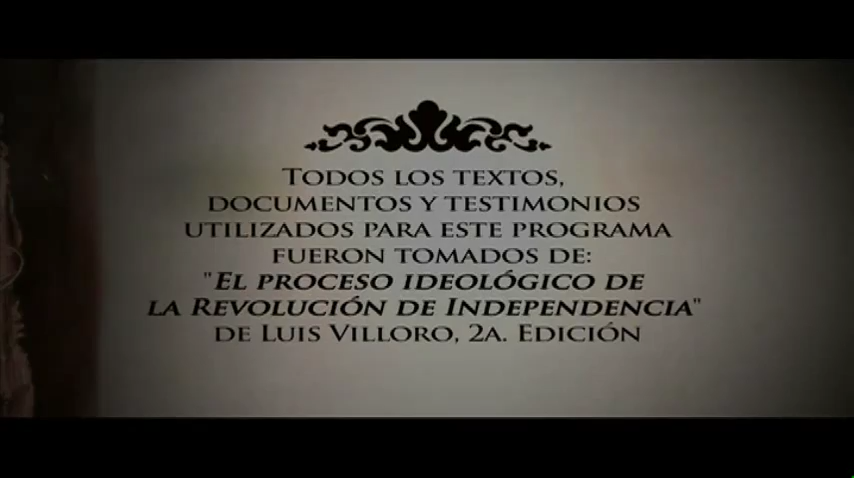 Todos los textos,
documentos y testimonios
utilizados para este programa
fueron tomados de:
"El proceso ideológico de
la Revolución de Independencia"
de Luis Villoro, 2a. Edición